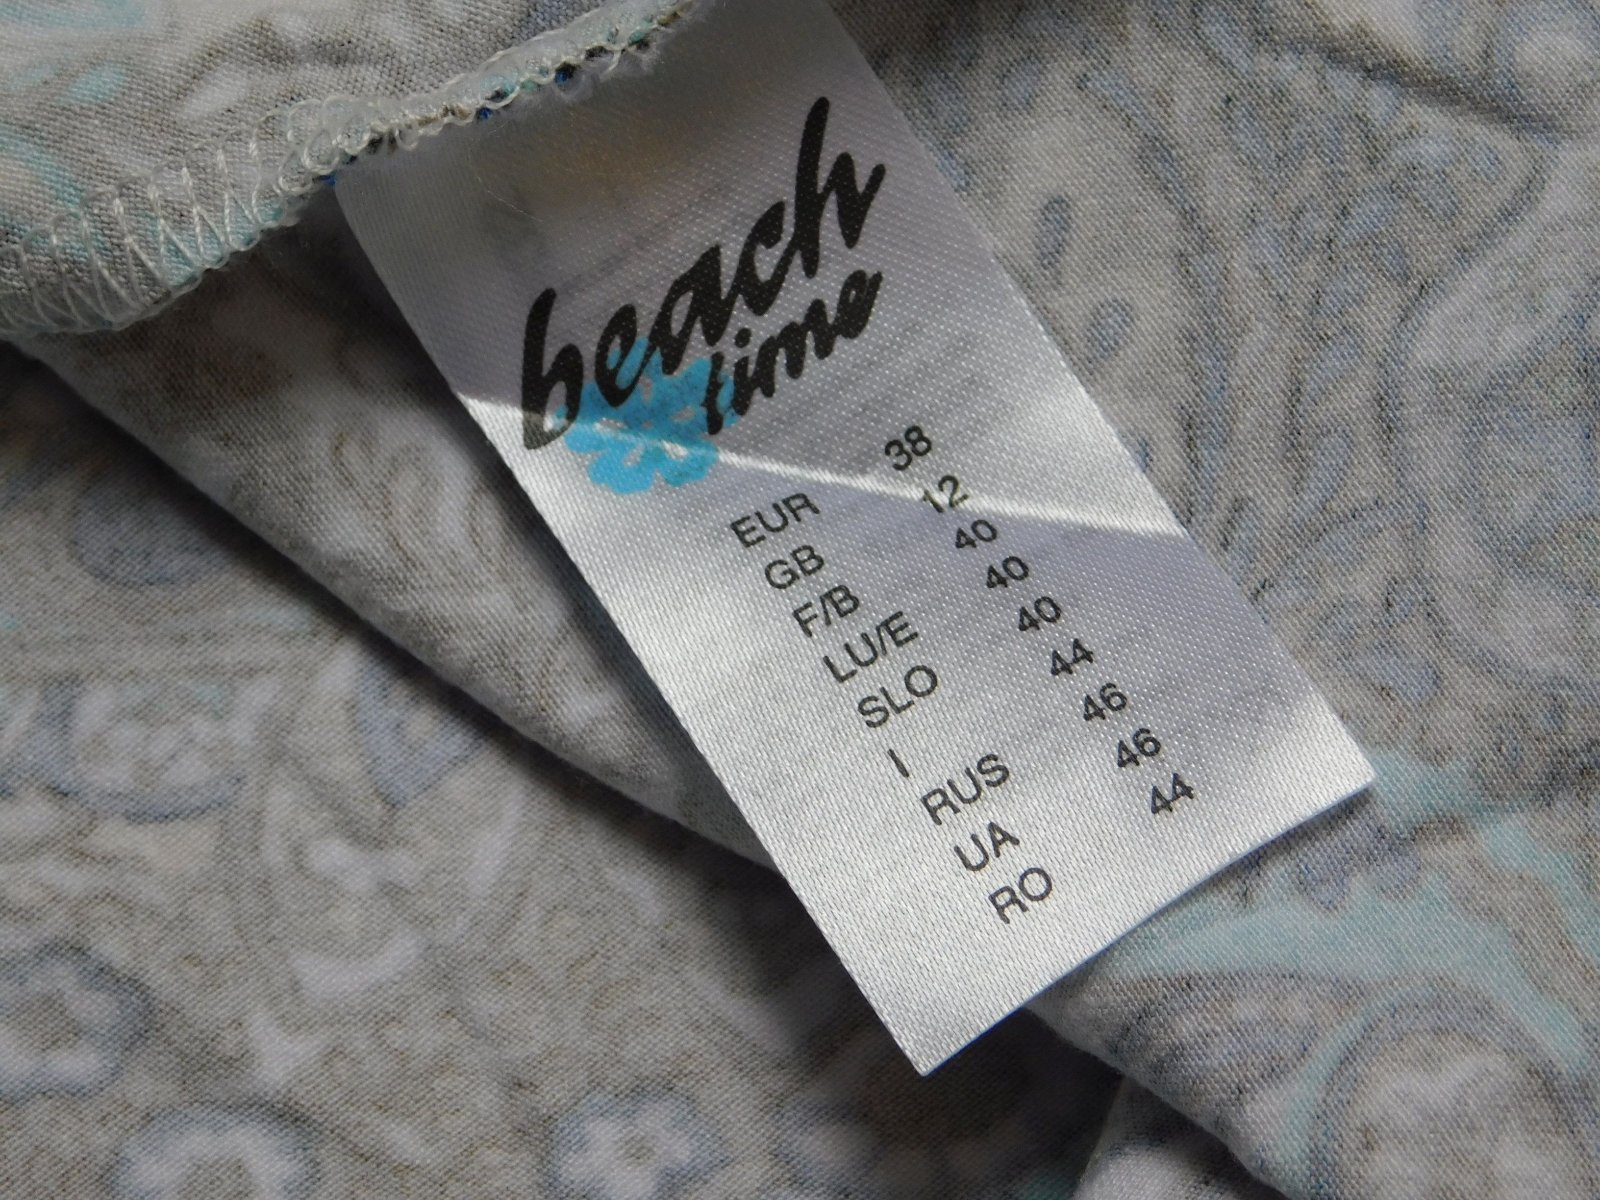 beach
time
EUR 38
GB 12
F/B 40
LU/E 40
SLO 40
I 44
RUS 46
UA 46
RO 44